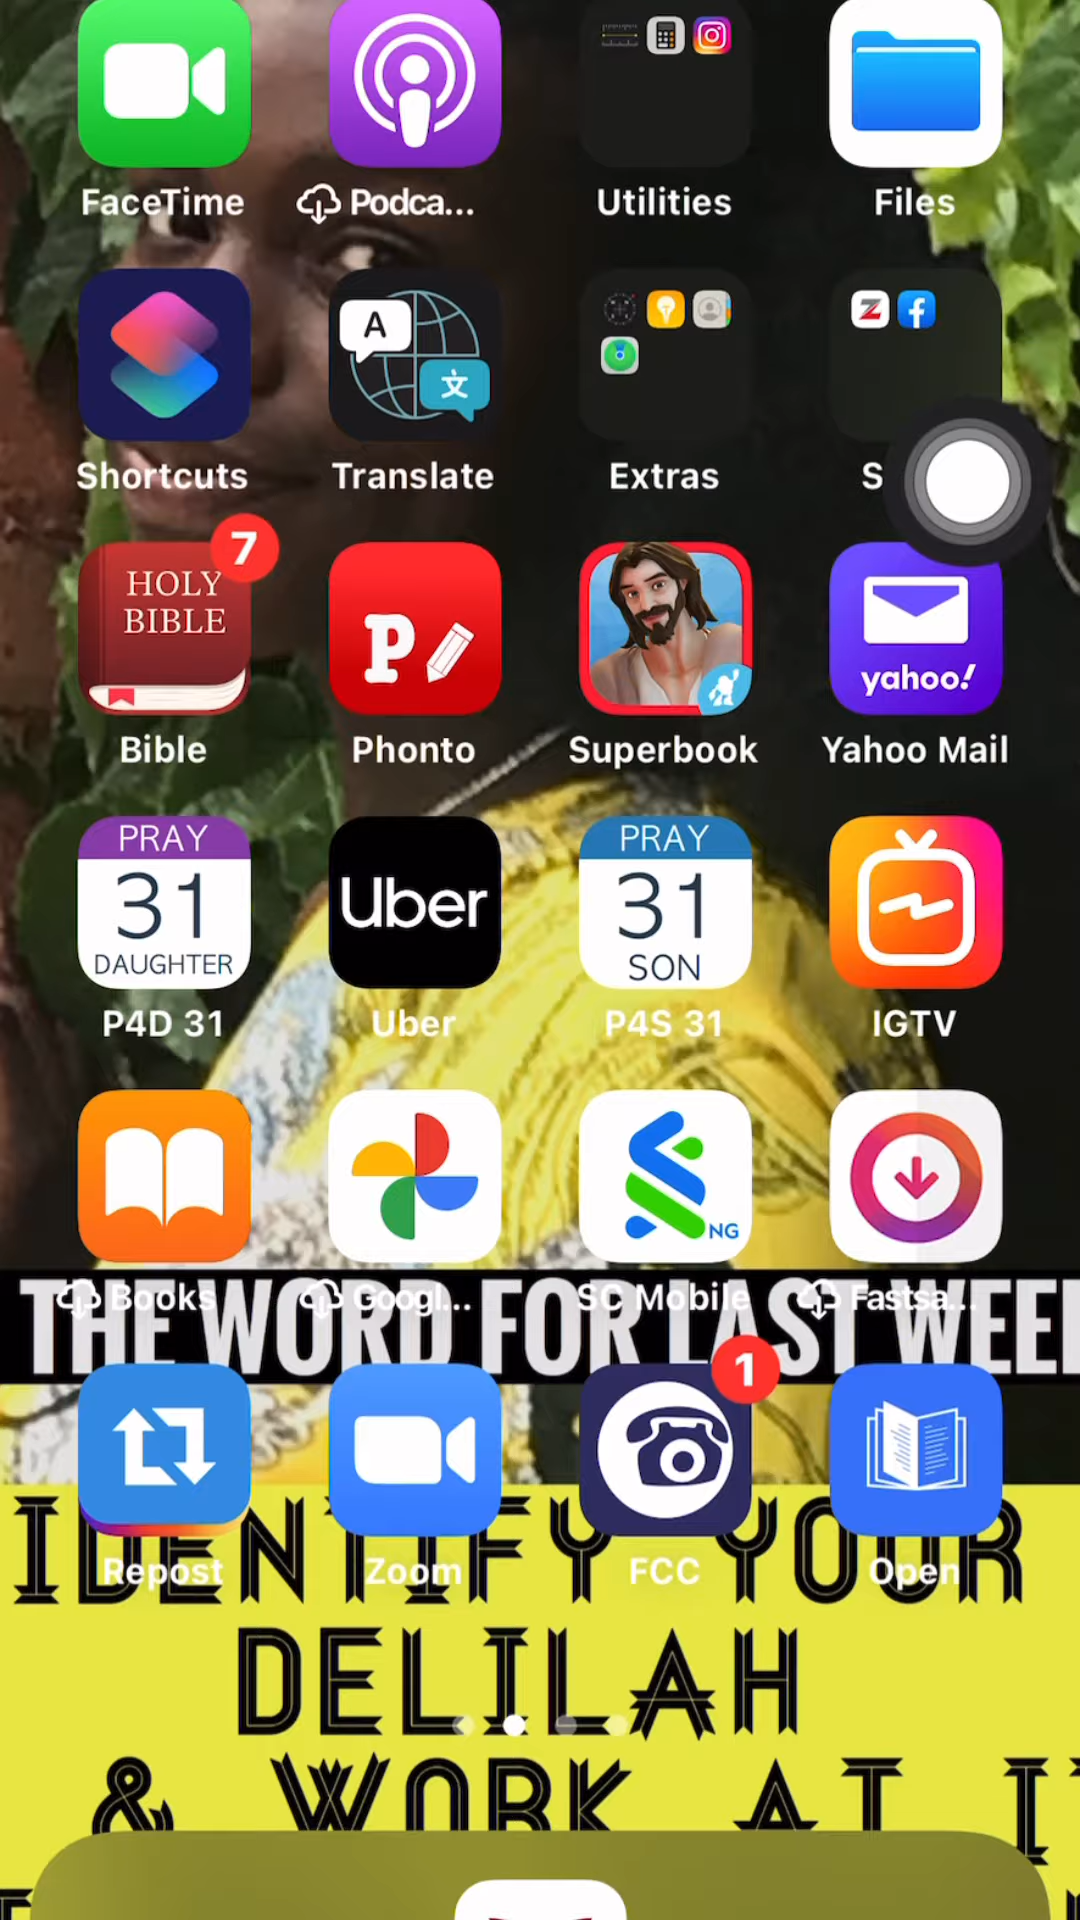 FaceTime
Podca...
Utilities
Files
A
文
Shortcuts
Translate
Extras
S
7
HOLY
BIBLE
P
yahoo!
Bible
Phonto
Superbook
Yahoo Mail
PRAY
31
DAUGHTER
Uber
PRAY
31
SON
P4D 31
Uber
P4S 31
IGTV
NG
Books
Googl...
SC Mobile
Fastsa...
THE WORD FOR LAST WEE
1
Repost
Zoom
FCC
Open
IDENTIFY YOUR
DELILAH
& WORK AT I